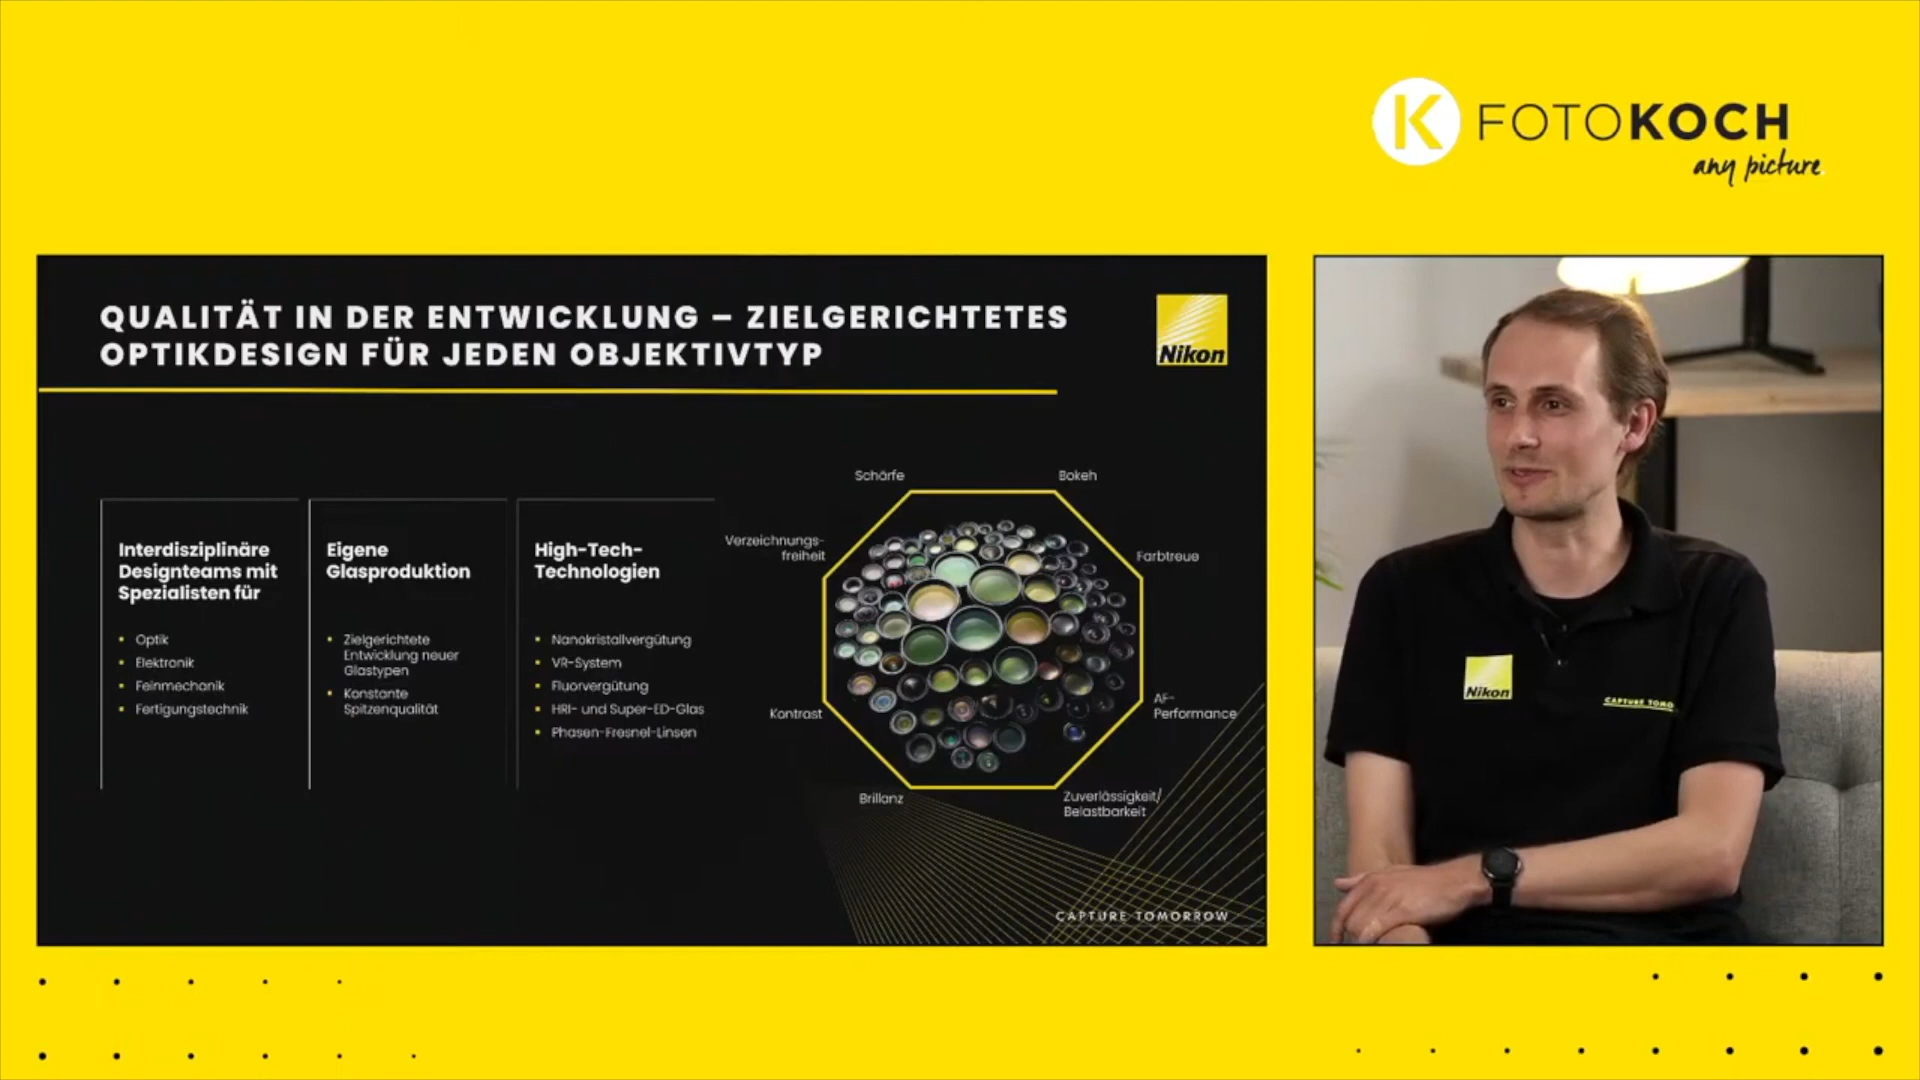 K FOTOKOCH
any picture.
QUALITÄT IN DER ENTWICKLUNG – ZIELGERICHTETES
OPTIKDESIGN FÜR JEDEN OBJEKTIVTYP
Nikon
Interdisziplinäre
Designteams mit
Spezialisten für
Optik
Elektronik
Feinmechanik
Fertigungstechnik
Eigene
Glasproduktion
Zielgerichtete
Entwicklung neuer
Glastypen
Konstante
Spitzenqualität
High-Tech-
Technologien
Nanokristallvergütung
VR-System
Fluorvergütung
HRI- und Super-ED-Glas
Phasen-Fresnel-Linsen
Schärfe
Bokeh
Verzeichnungs-
freiheit
Farbtreue
Kontrast
AF-
Performance
Brillanz
Zuverlässigkeit/
Belastbarkeit
CAPTURE TOMORROW
Nikon
CAPTURE TOMO